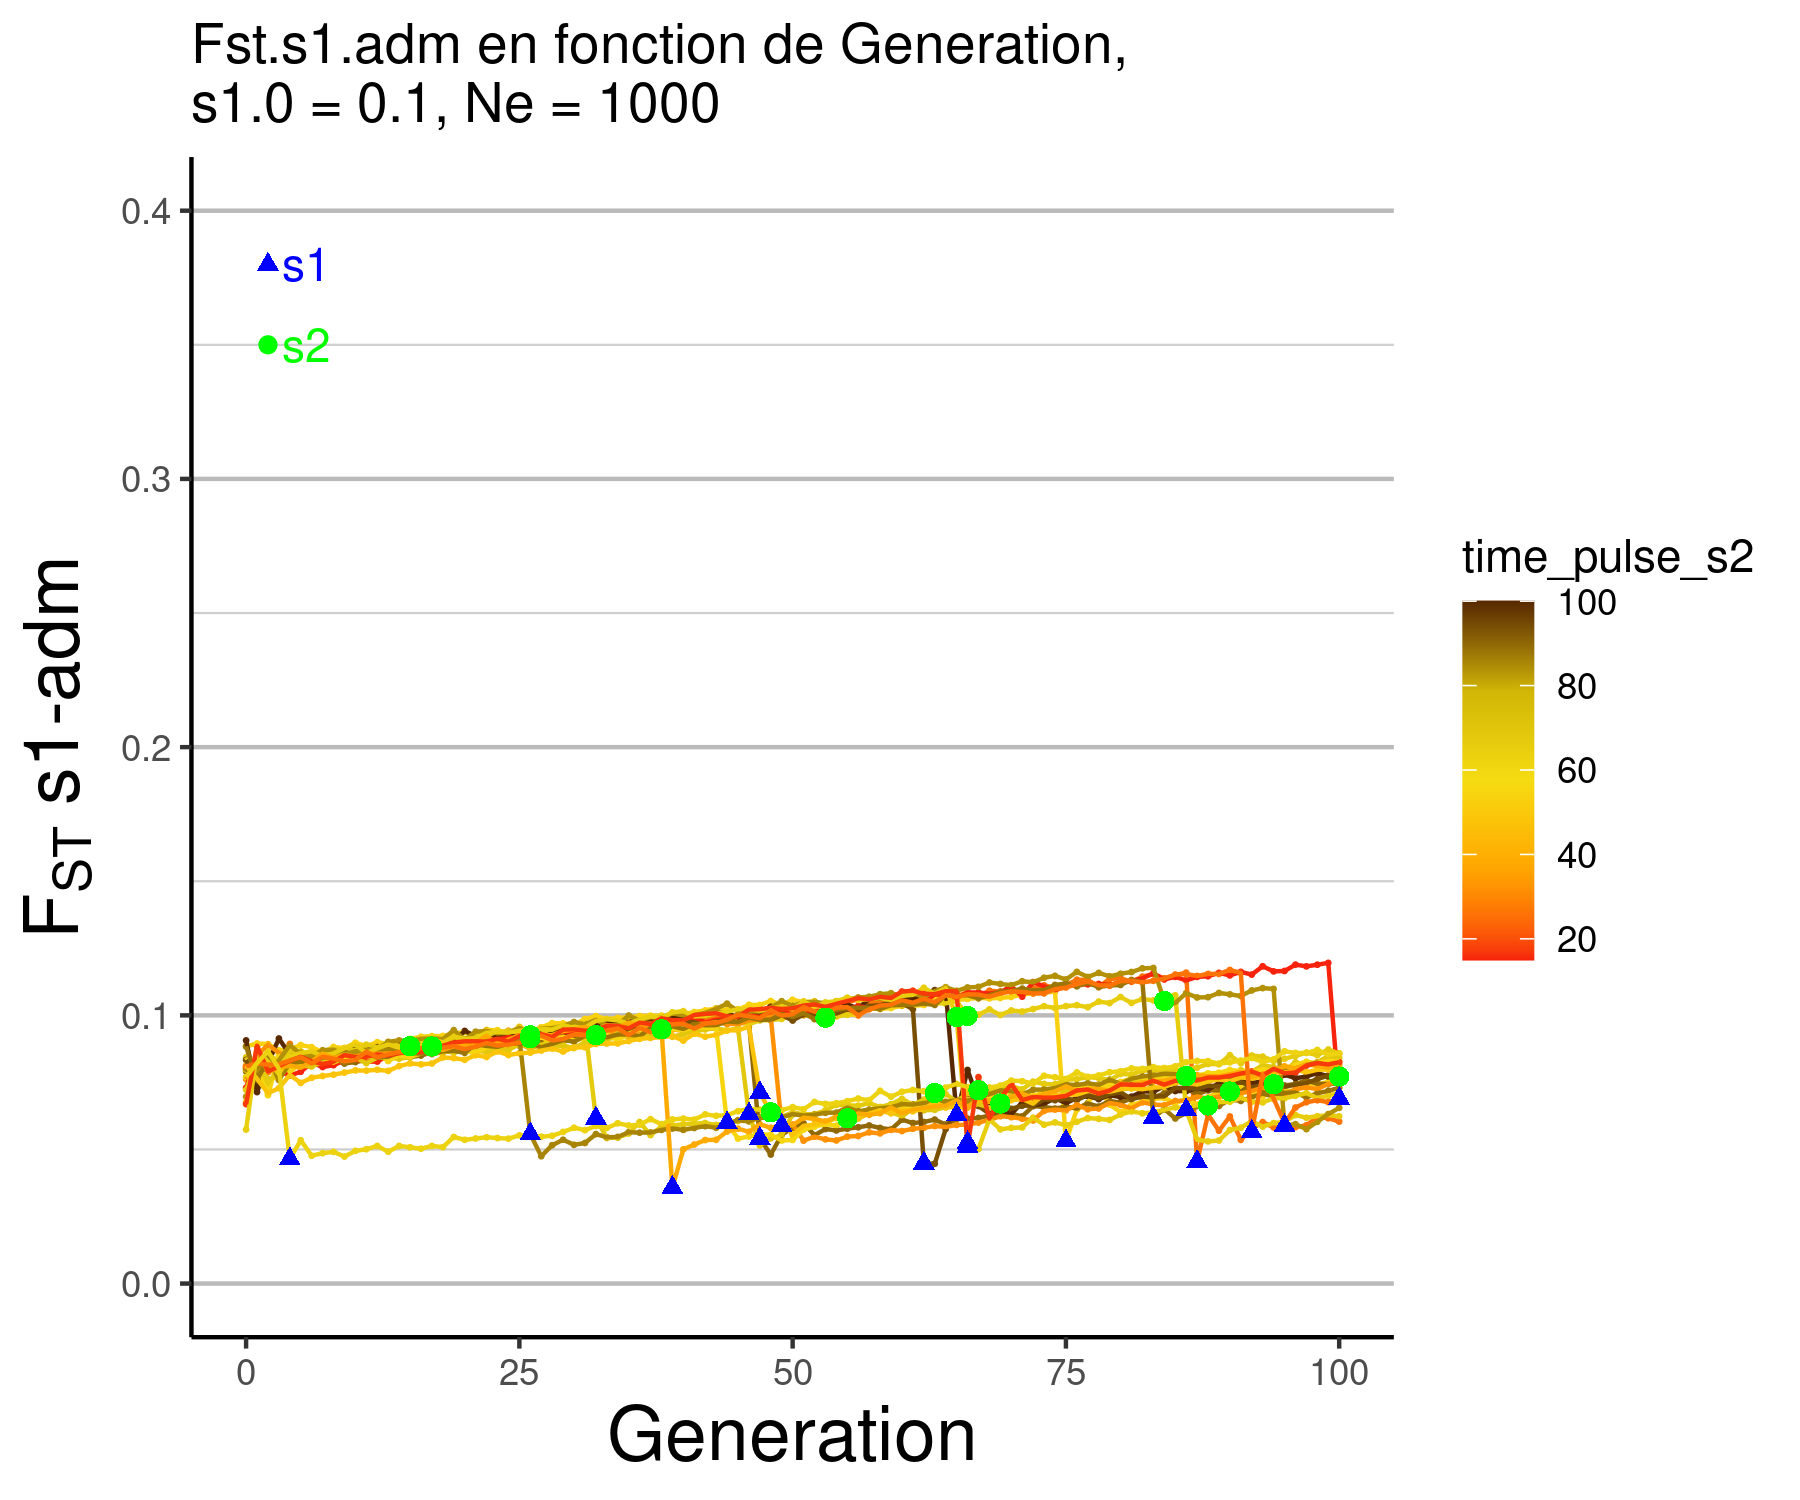 Fst.s1.adm en fonction de Generation,
s1.0 = 0.1, Ne = 1000
F_ST s1-adm
0.4
0.3
0.2
0.1
0.0
s1
s2
0
25
50
75
100
Generation
time_pulse_s2
100
80
60
40
20